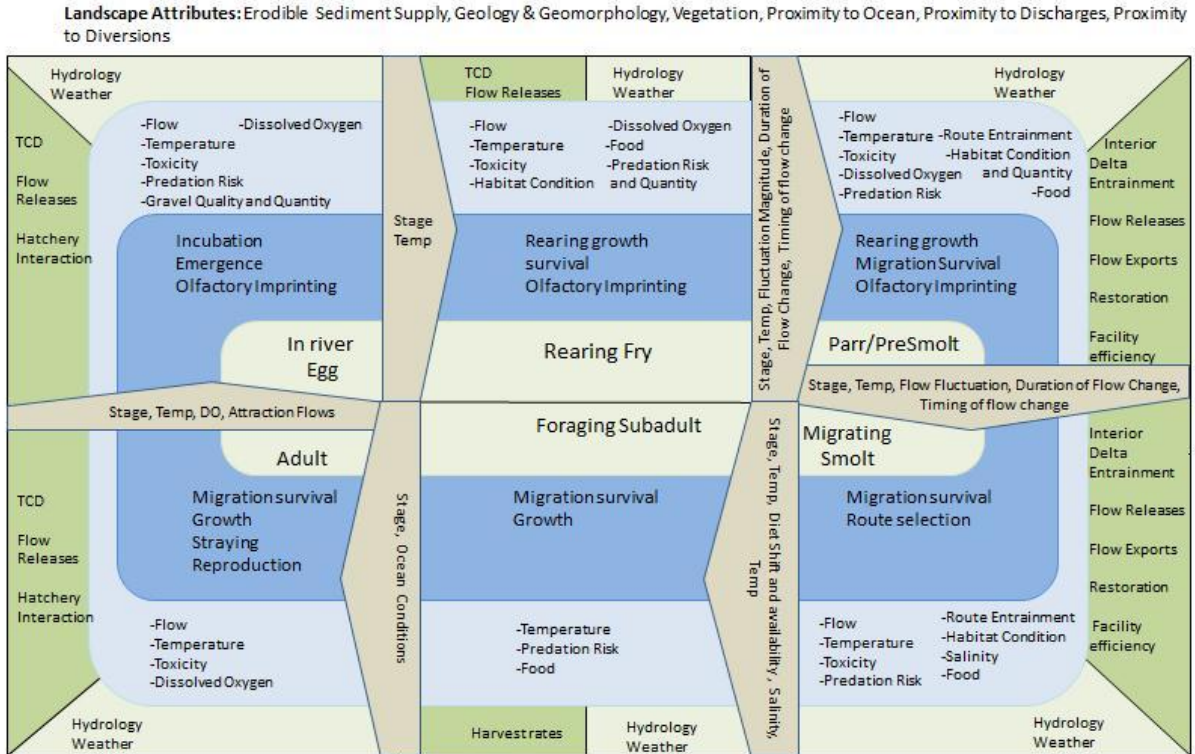 Landscape Attributes: Erodible Sediment Supply, Geology & Geomorphology, Vegetation, Proximity to Ocean, Proximity to Discharges, Proximity
to Diversions
Hydrology
Weather
TCD
Flow
Releases
Hatchery
Interaction
-Flow
-Dissolved Oxygen
-Temperature
-Toxicity
-Predation Risk
-Gravel Quality and Quantity
Incubation
Emergence
Olfactory Imprinting
In river
Egg
Stage
Temp
TCD
Flow Releases
Hydrology
Weather
-Flow
-Temperature
-Toxicity
-Habitat Condition
-Dissolved Oxygen
-Food
-Predation Risk
and Quantity
Rearing growth
survival
Olfactory Imprinting
Rearing Fry
Stage, Temp, Fluctuation Magnitude, Duration of
Flow Change, Timing of flow change
Hydrology
Weather
-Flow
-Temperature
-Toxicity
-Dissolved Oxygen
-Predation Risk
-Route Entrainment
-Habitat Condition
and Quantity
-Food
Rearing growth
Migration Survival
Olfactory Imprinting
Parr/PreSmolt
Interior
Delta
Entrainment
Flow Releases
Flow Exports
Restoration
Facility
efficiency
Stage, Temp, Flow Fluctuation, Duration of Flow Change,
Timing of flow change
Stage, Temp, DO, Attraction Flows
Adult
Migration survival
Growth
Straying
Reproduction
TCD
Flow
Releases
Hatchery
Interaction
-Flow
-Temperature
-Toxicity
-Dissolved Oxygen
Hydrology
Weather
Stage, Ocean Conditions
Foraging Subadult
Migration survival
Growth
-Temperature
-Predation Risk
-Food
Harvest rates
Hydrology
Weather
Stage, Temp, Diet Shift and availability, Salinity,
Temp
Migrating
Smolt
Migration survival
Route selection
-Flow
-Temperature
-Toxicity
-Predation Risk
-Route Entrainment
-Habitat Condition
-Salinity
-Food
Interior
Delta
Entrainment
Flow Releases
Flow Exports
Restoration
Facility
efficiency
Hydrology
Weather